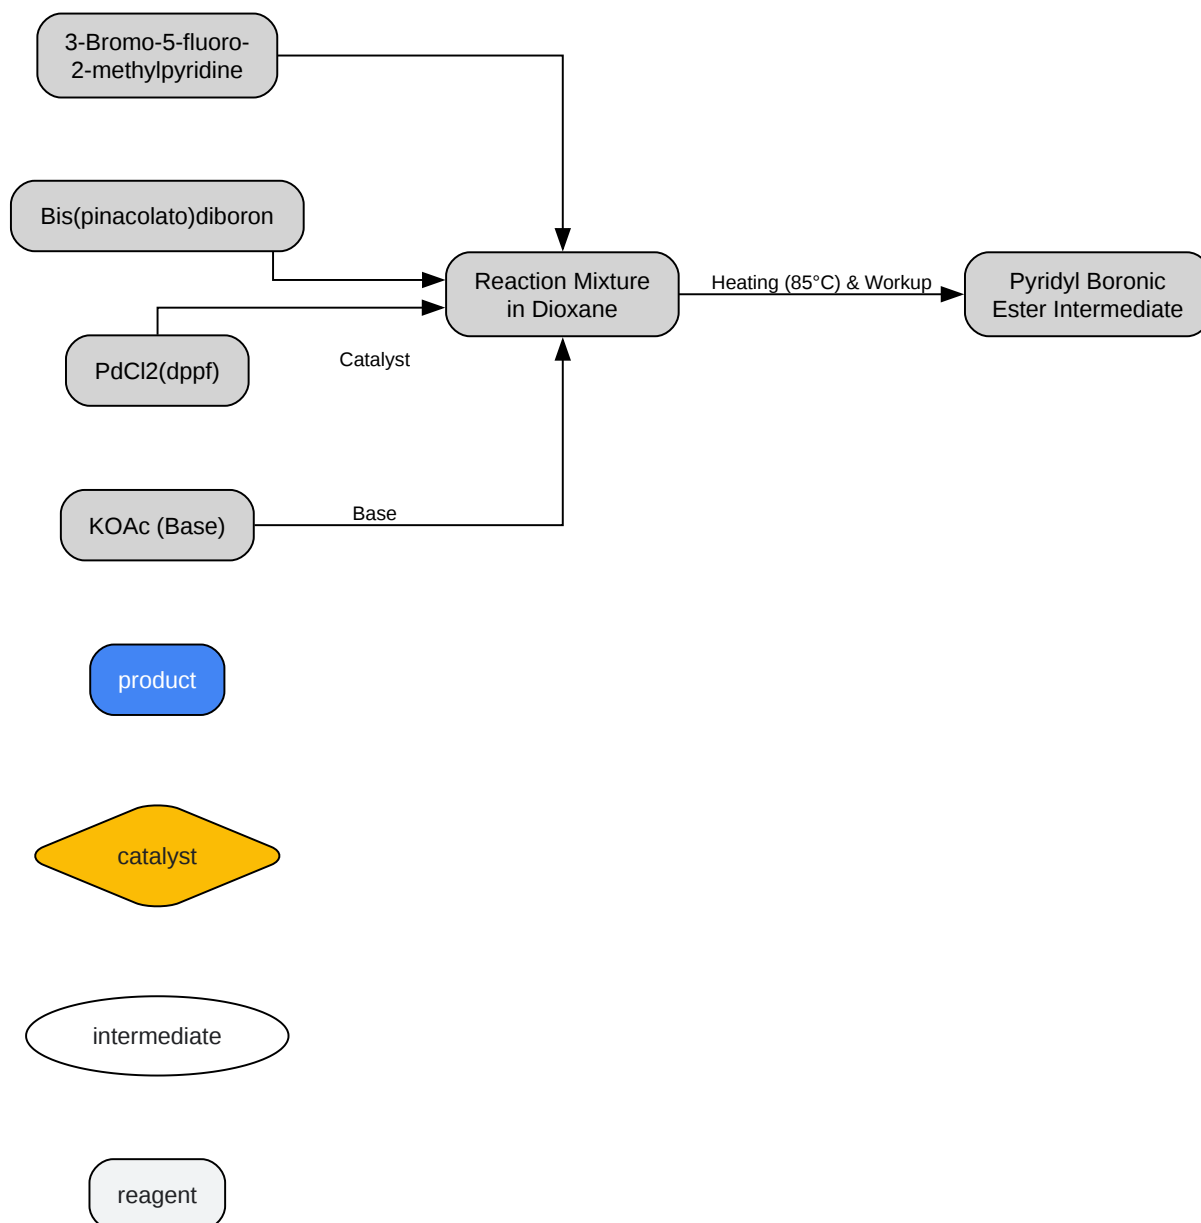 3-Bromo-5-fluoro-
2-methylpyridine
Bis(pinacolato)diboron
Reaction Mixture
in Dioxane
Heating (85°C) & Workup
Pyridyl Boronic
Ester Intermediate
PdCl2(dppf)
Catalyst
KOAc (Base)
Base
product
catalyst
intermediate
reagent